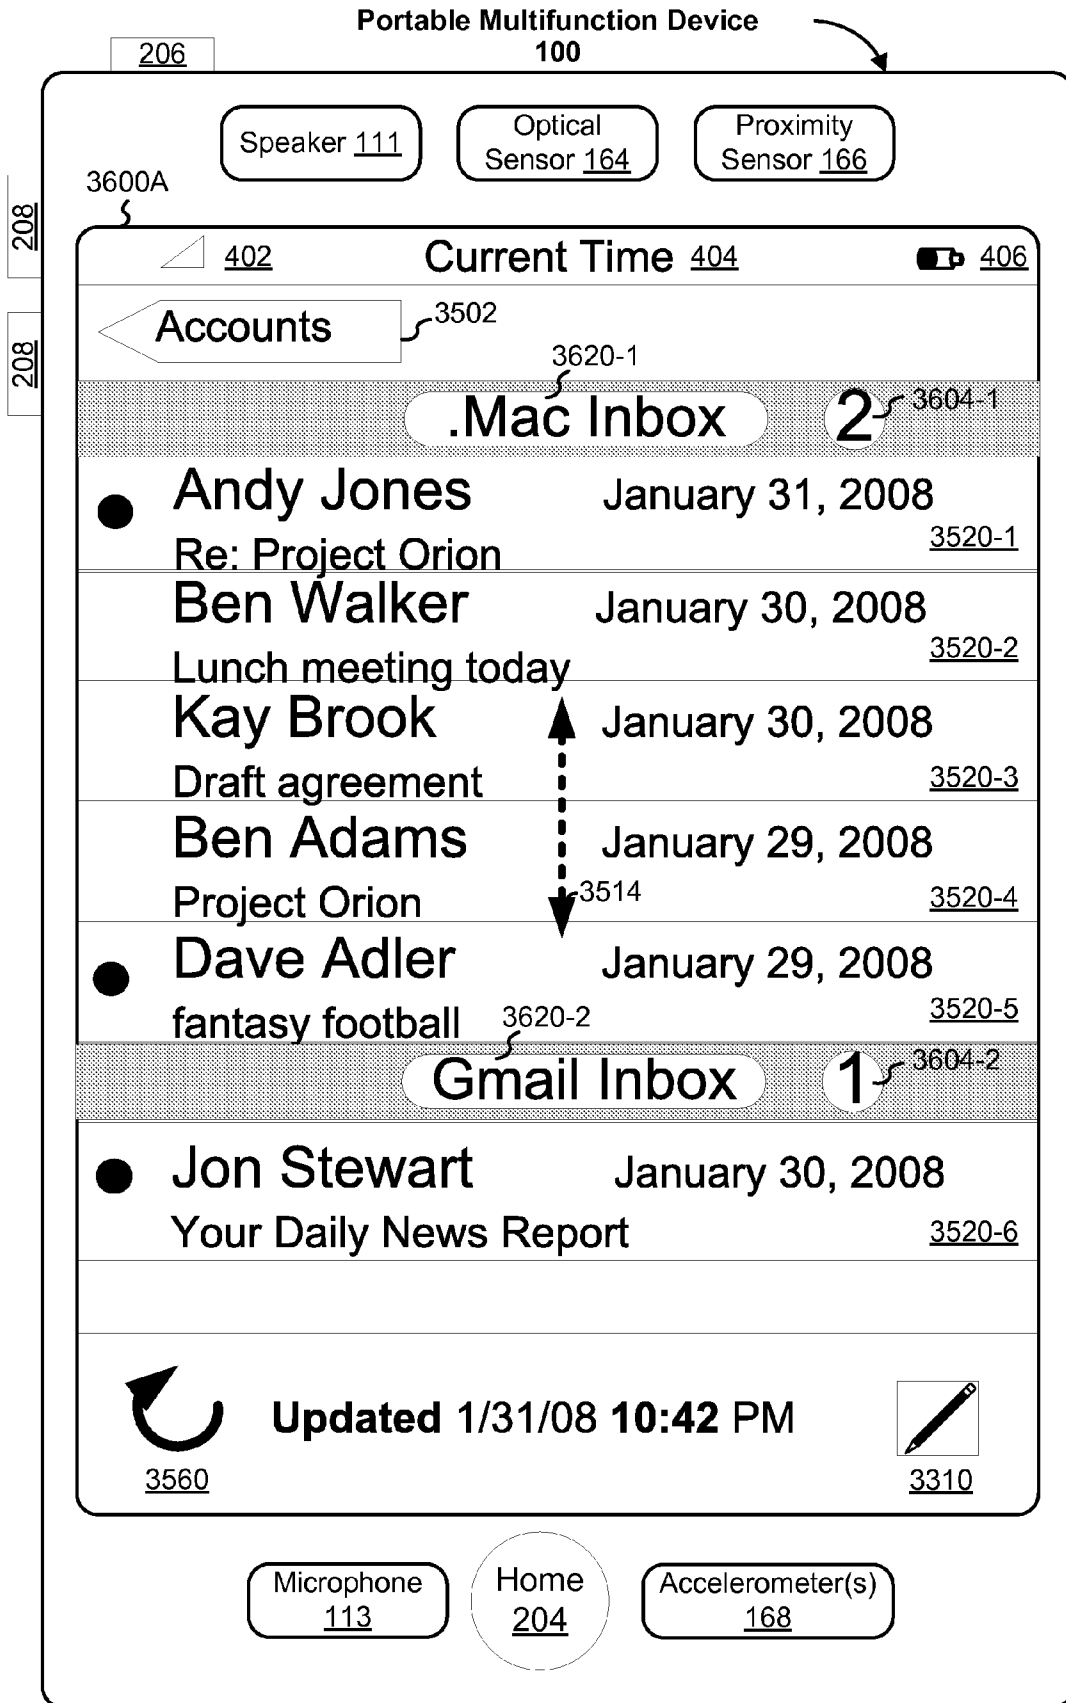 Portable Multifunction Device
100
206
Speaker 111
Optical
Sensor 164
Proximity
Sensor 166
3600A
208
208
402
Current Time 404
406
Accounts
3502
3620-1
.Mac Inbox
2
3604-1
Andy Jones
January 31, 2008
3520-1
Re: Project Orion
Ben Walker
January 30, 2008
3520-2
Lunch meeting today
Kay Brook
January 30, 2008
3520-3
Draft agreement
Ben Adams
January 29, 2008
3514
3520-4
Project Orion
Dave Adler
January 29, 2008
3520-5
fantasy football
3620-2
Gmail Inbox
1
3604-2
Jon Stewart
January 30, 2008
Your Daily News Report
3520-6
Updated 1/31/08 10:42 PM
3560
3310
Microphone
113
Home
204
Accelerometer(s)
168